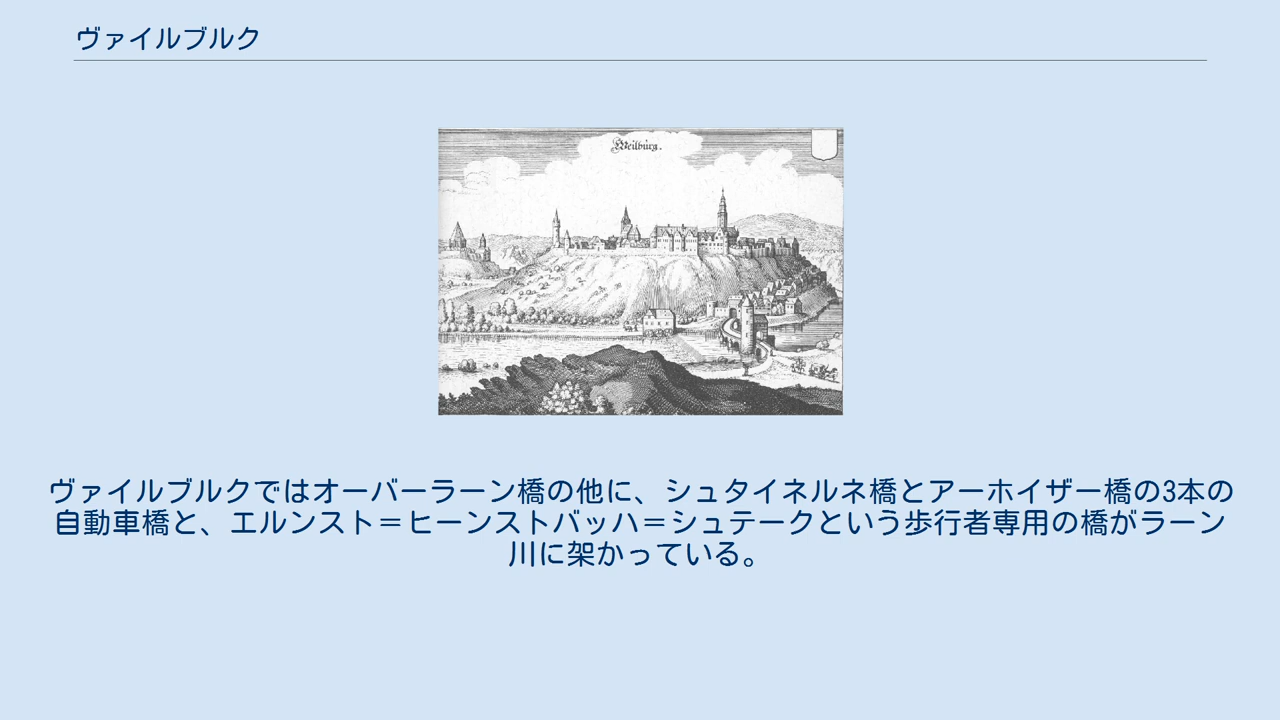 ヴァイルブルク
Weilburg.
ヴァイルブルクではオーバーラーン橋の他に、シュタイネルネ橋とアーホイザー橋の3本の
自動車橋と、エルンスト＝ヒーンストバッハ＝シュテークという歩行者専用の橋がラーン
川に架かっている。